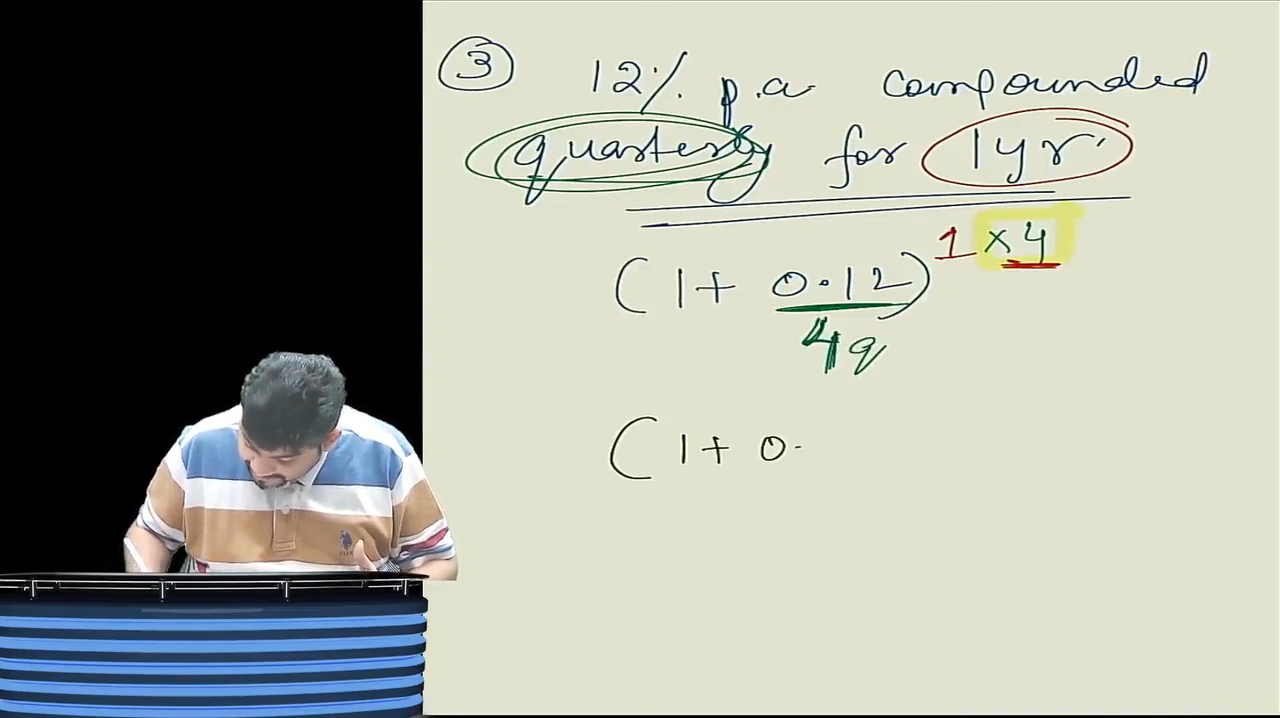 ③ 12% p.a. compounded
quarterly for 1yr.
(1+ 0.12/4q)^1×4
(1+ 0.